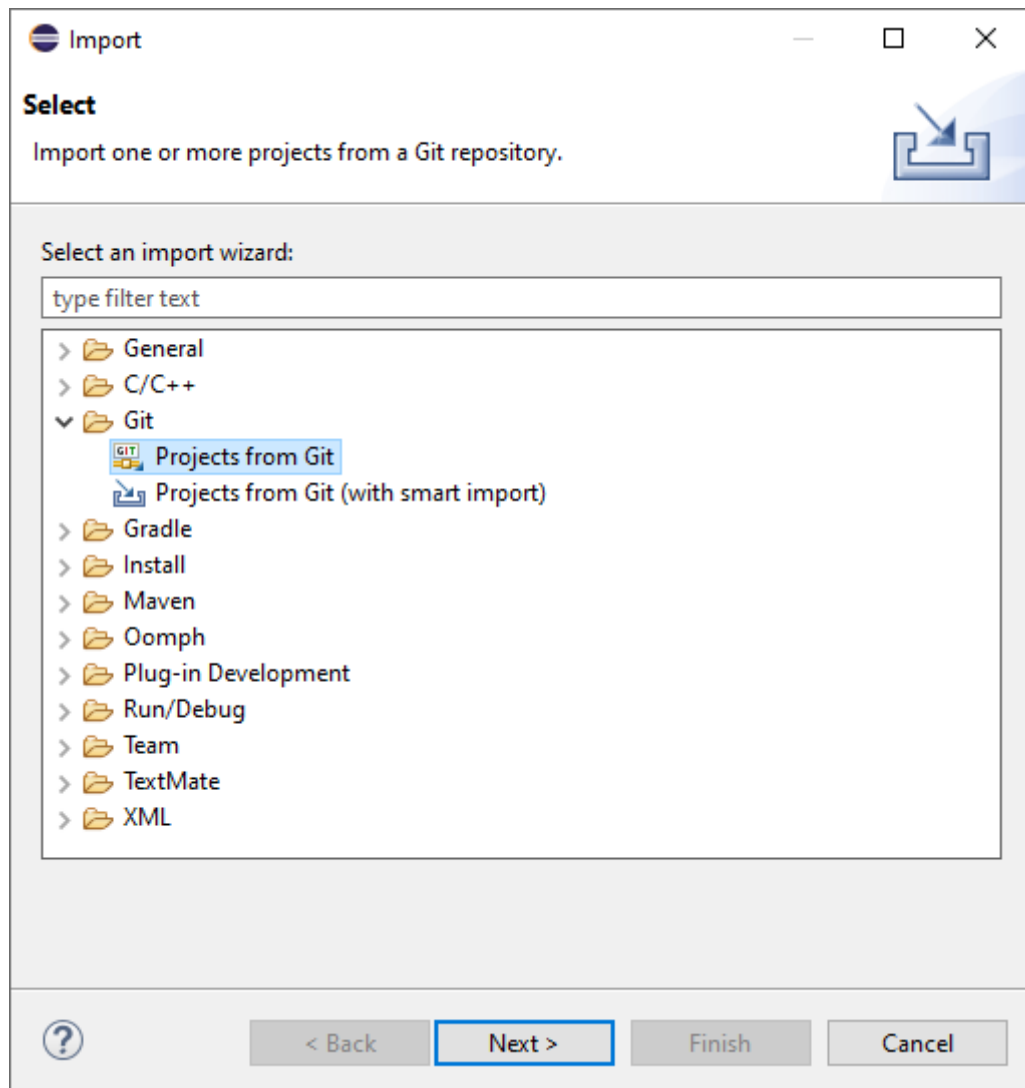 Import
Select
Import one or more projects from a Git repository.
Select an import wizard:
type filter text
General
C/C++
Git
GIT Projects from Git
Projects from Git (with smart import)
Gradle
Install
Maven
Oomph
Plug-in Development
Run/Debug
Team
TextMate
XML
? < Back Next > Finish Cancel